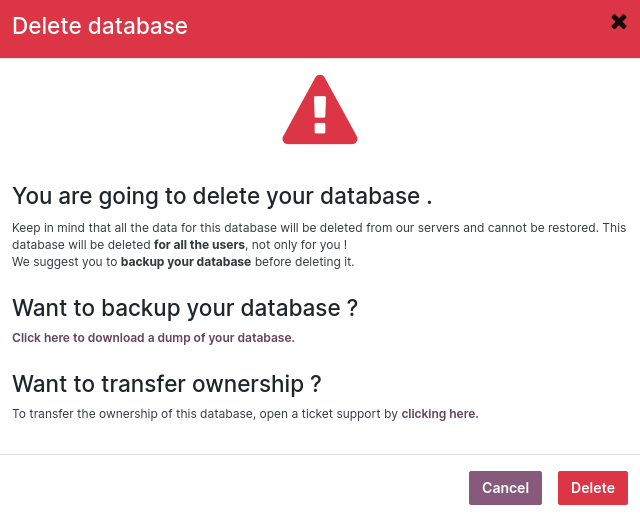 Delete database
You are going to delete your database .
Keep in mind that all the data for this database will be deleted from our servers and cannot be restored. This
database will be deleted for all the users, not only for you !
We suggest you to backup your database before deleting it.
Want to backup your database ?
Click here to download a dump of your database.
Want to transfer ownership ?
To transfer the ownership of this database, open a ticket support by clicking here.
Cancel Delete